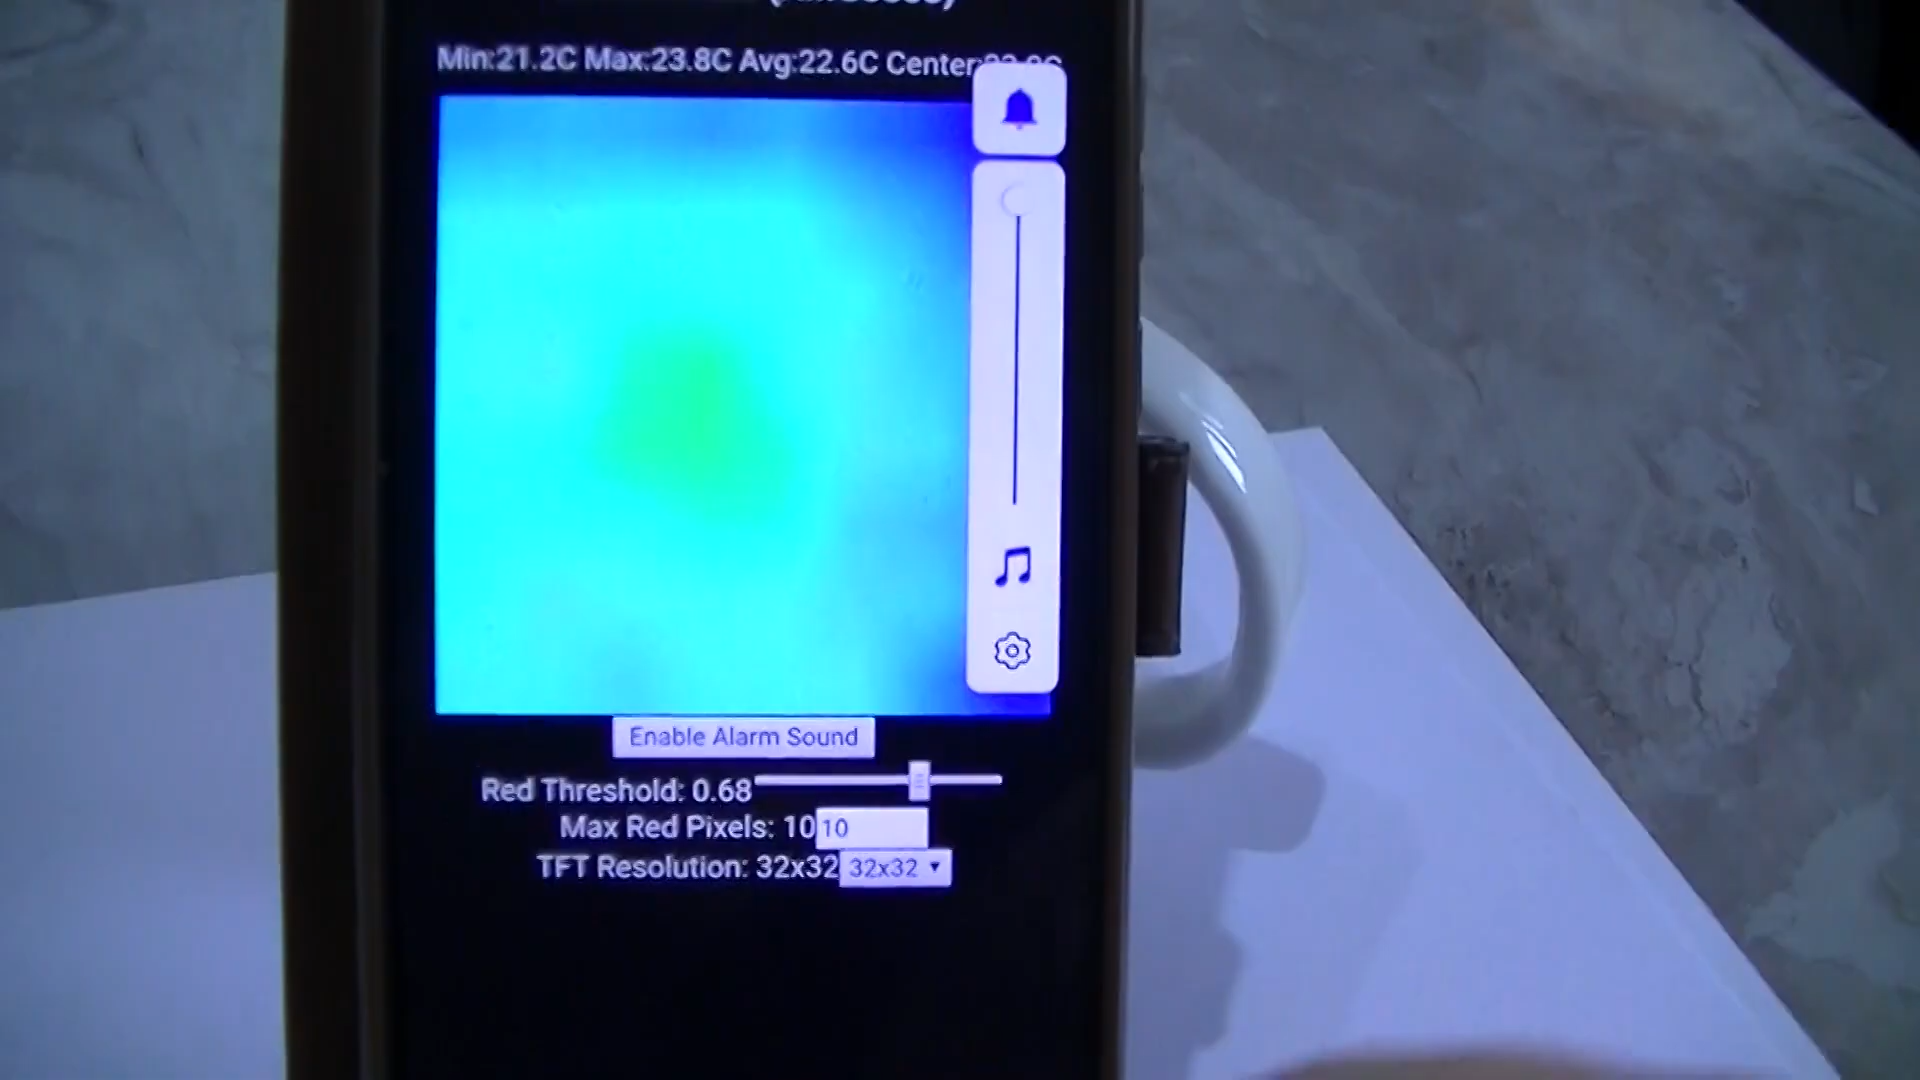 Min:21.2C Max:23.8C Avg:22.6C Center:
Enable Alarm Sound
Red Threshold: 0.68
Max Red Pixels: 10 10
TFT Resolution: 32x32 32x32